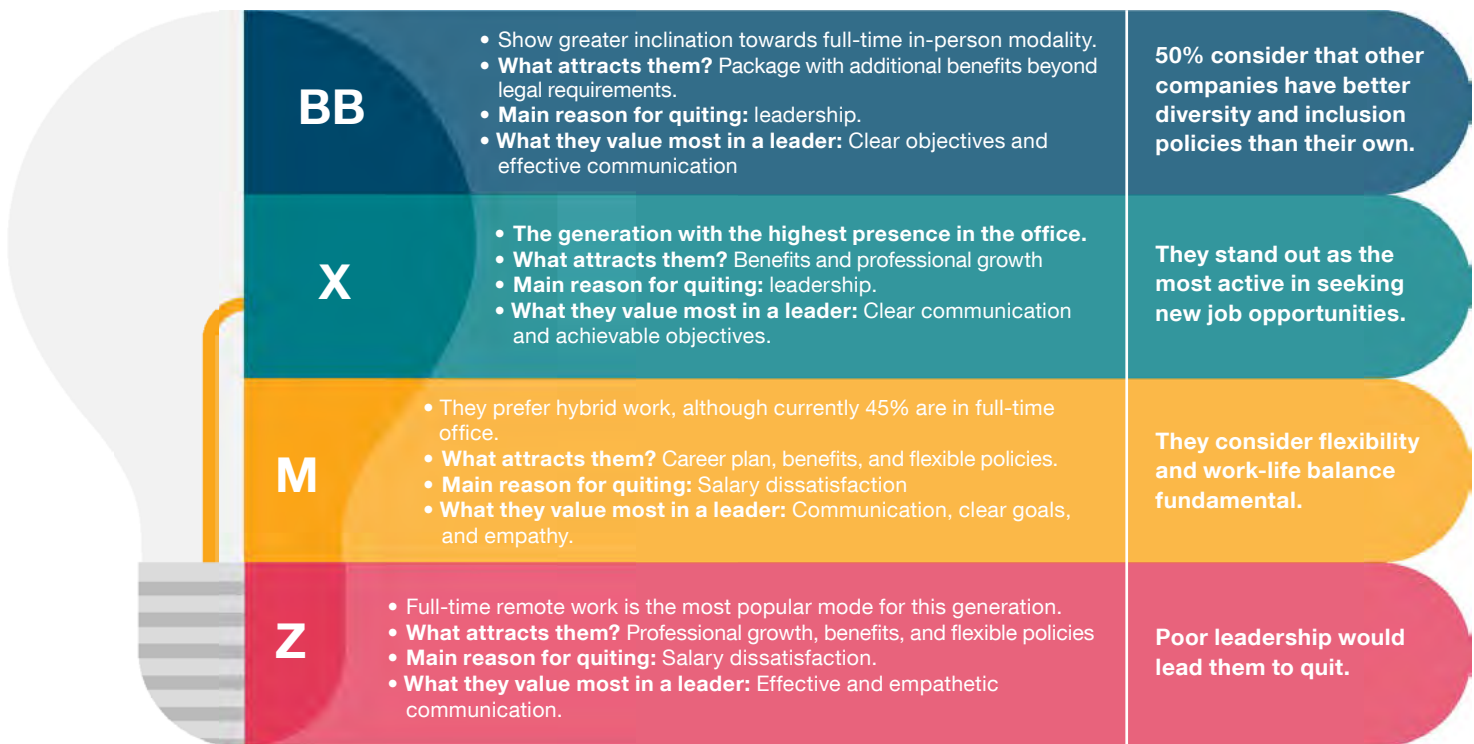 BB
• Show greater inclination towards full-time in-person modality.
• What attracts them? Package with additional benefits beyond
legal requirements.
• Main reason for quiting: leadership.
• What they value most in a leader: Clear objectives and
effective communication
50% consider that other
companies have better
diversity and inclusion
policies than their own.
X
• The generation with the highest presence in the office.
• What attracts them? Benefits and professional growth
• Main reason for quiting: leadership.
• What they value most in a leader: Clear communication
and achievable objectives.
They stand out as the
most active in seeking
new job opportunities.
M
• They prefer hybrid work, although currently 45% are in full-time
office.
• What attracts them? Career plan, benefits, and flexible policies.
• Main reason for quiting: Salary dissatisfaction
• What they value most in a leader: Communication, clear goals,
and empathy.
They consider flexibility
and work-life balance
fundamental.
Z
• Full-time remote work is the most popular mode for this generation.
• What attracts them? Professional growth, benefits, and flexible policies
• Main reason for quiting: Salary dissatisfaction.
• What they value most in a leader: Effective and empathetic
communication.
Poor leadership would
lead them to quit.